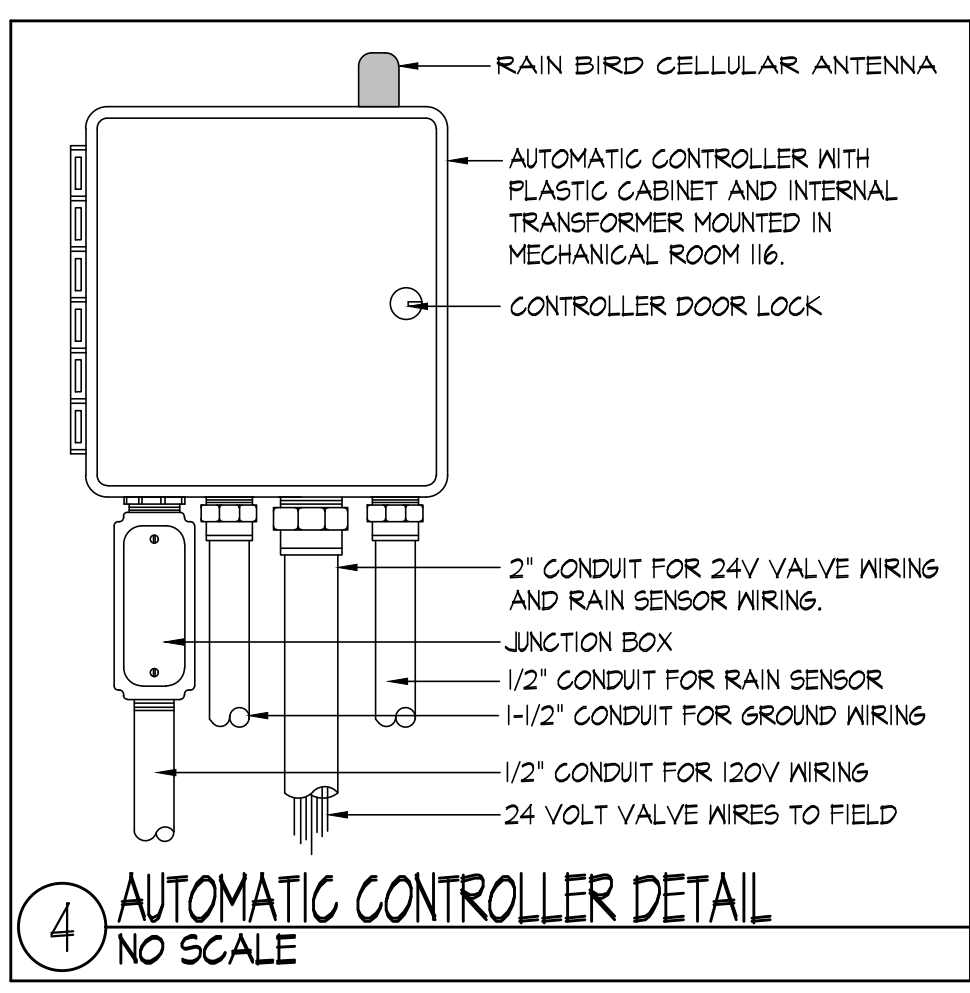 RAIN BIRD CELLULAR ANTENNA
AUTOMATIC CONTROLLER WITH
PLASTIC CABINET AND INTERNAL
TRANSFORMER MOUNTED IN
MECHANICAL ROOM 116.
CONTROLLER DOOR LOCK
2" CONDUIT FOR 24V VALVE WIRING
AND RAIN SENSOR WIRING.
JUNCTION BOX
1/2" CONDUIT FOR RAIN SENSOR
1-1/2" CONDUIT FOR GROUND WIRING
1/2" CONDUIT FOR 120V WIRING
24 VOLT VALVE WIRES TO FIELD
4 AUTOMATIC CONTROLLER DETAIL
NO SCALE